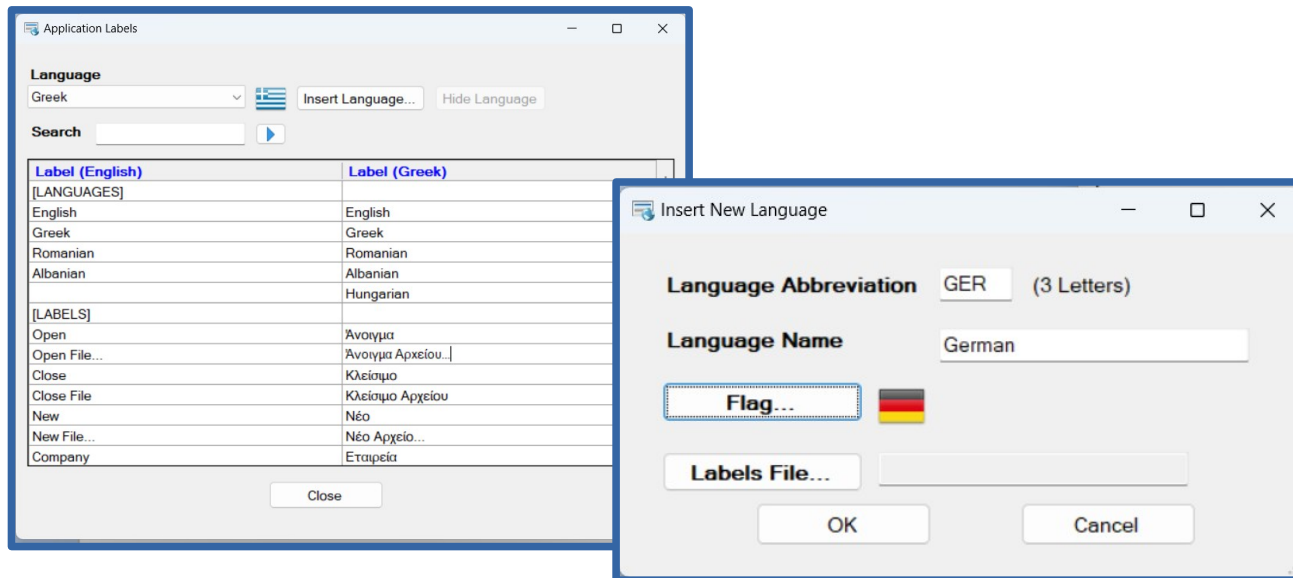 Application Labels
Language
Greek Insert Language... Hide Language
Search
Label (English) Label (Greek)
[LANGUAGES]
English English
Greek Greek
Romanian Romanian
Albanian Albanian
Hungarian
[LABELS]
Open Άνοιγμα
Open File... Άνοιγμα Αρχείου...
Close Κλείσιμο
Close File Κλείσιμο Αρχείου
New Νέο
New File... Νέο Αρχείο...
Company Εταιρεία
Close
Insert New Language
Language Abbreviation GER (3 Letters)
Language Name German
Flag...
Labels File...
OK Cancel